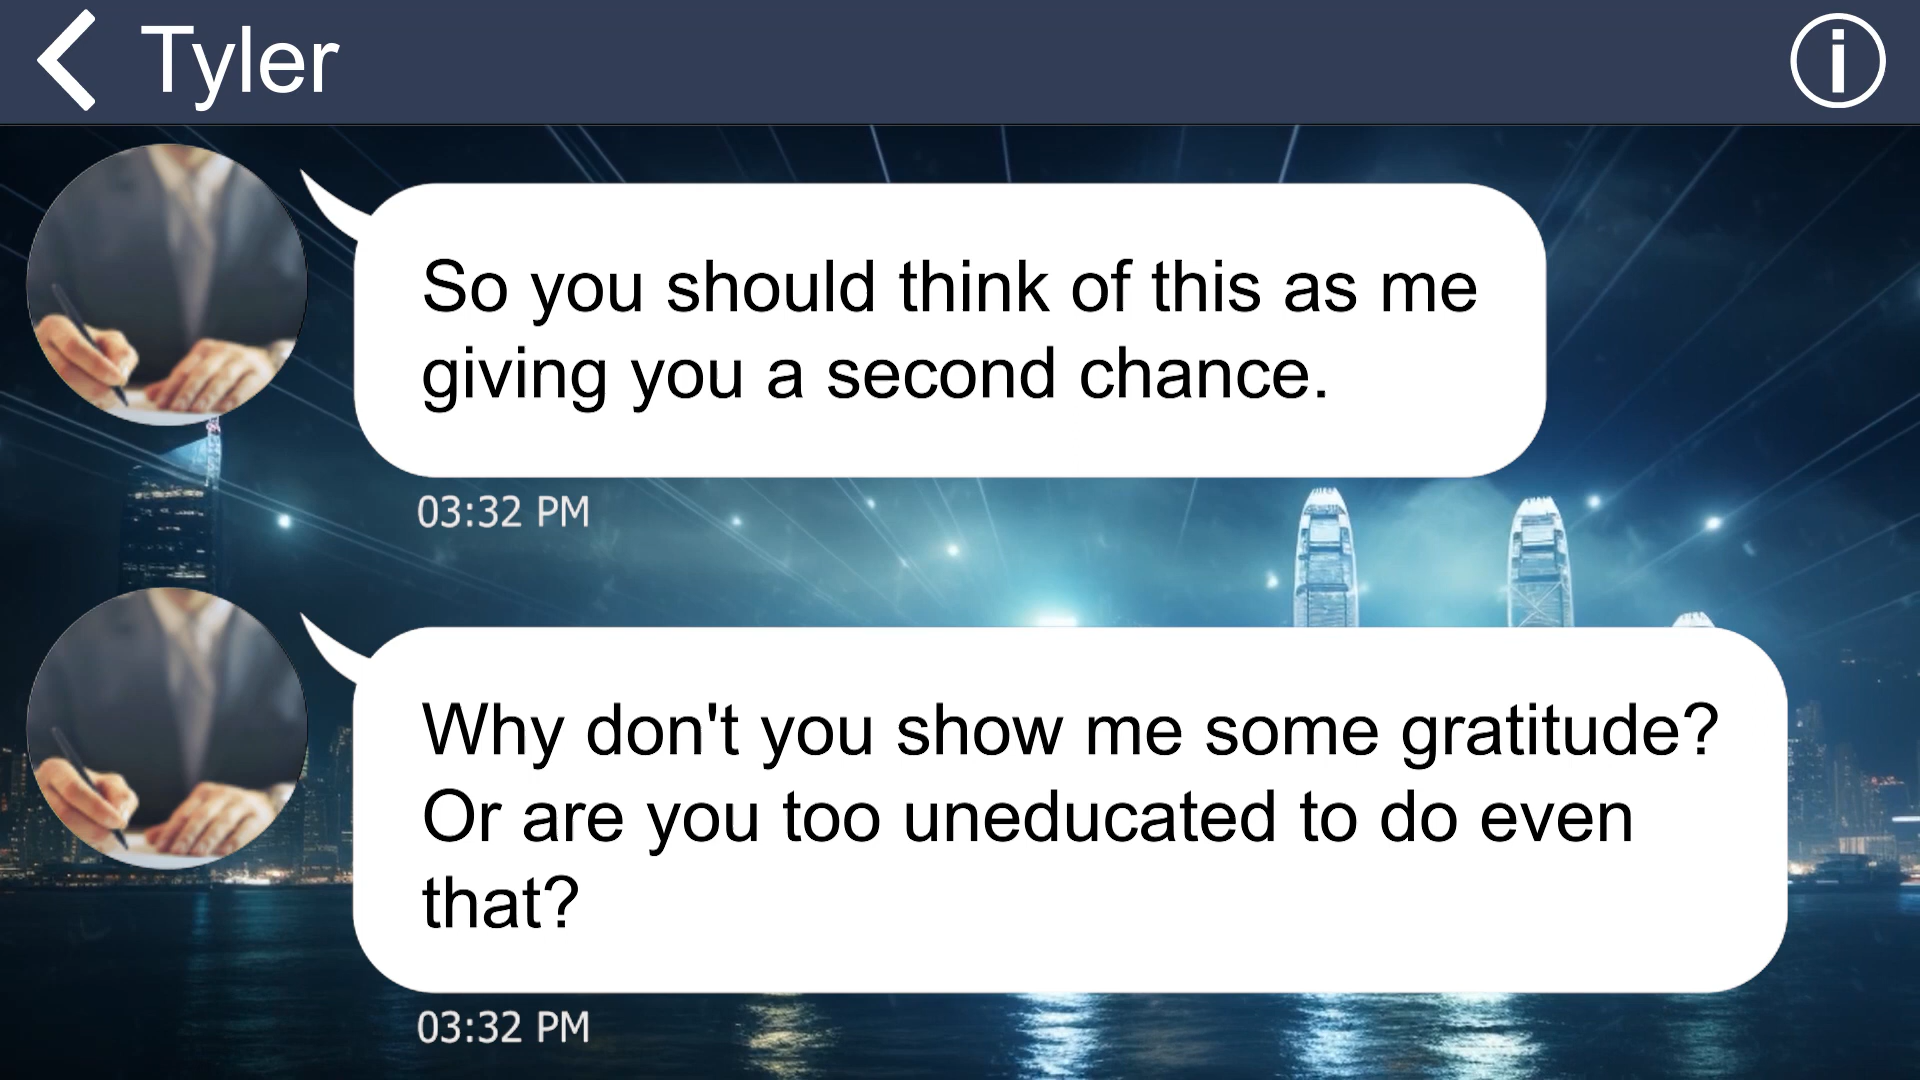 Tyler
So you should think of this as me
giving you a second chance.
03:32 PM
Why don't you show me some gratitude?
Or are you too uneducated to do even
that?
03:32 PM